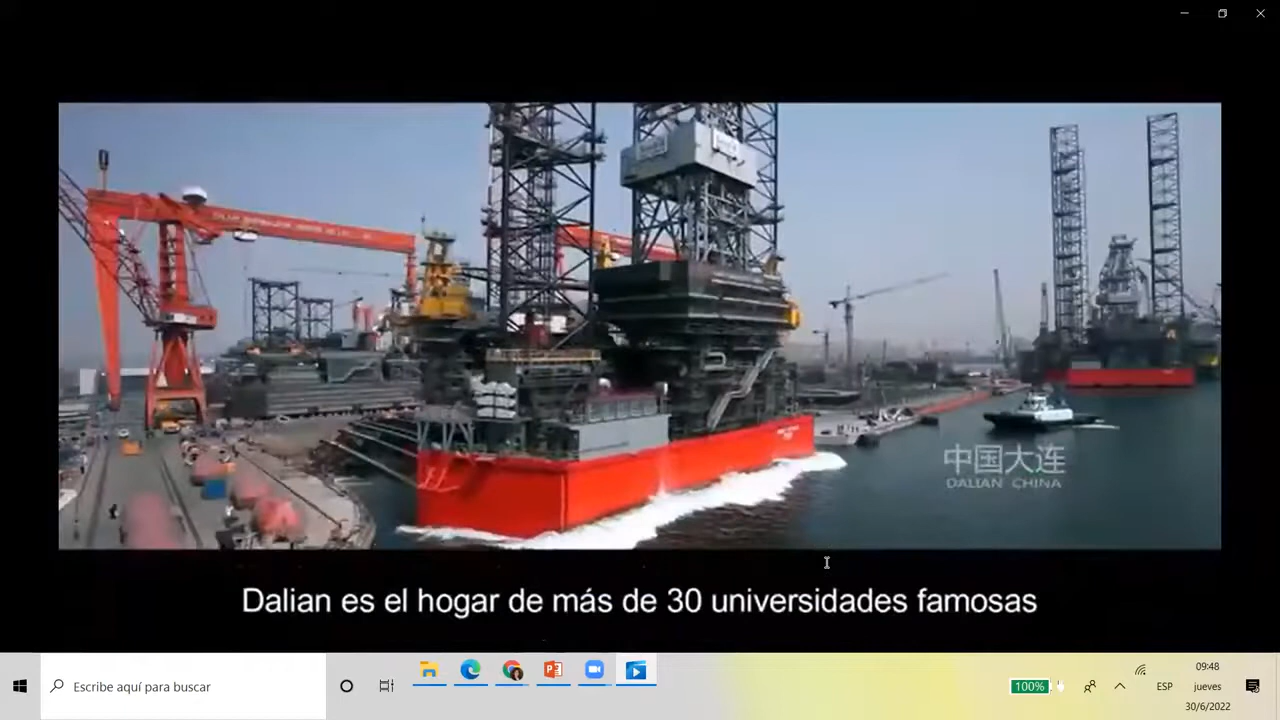 中国大连
DALIAN CHINA
Dalian es el hogar de más de 30 universidades famosas
Escribe aquí para buscar
100%
ESP
09:48
jueves
30/6/2022